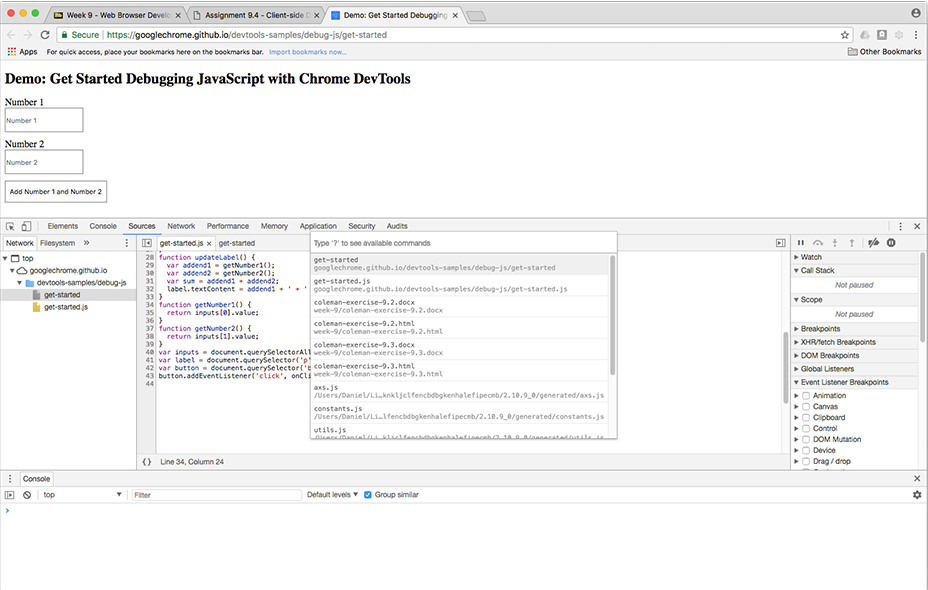 Week 9 - Web Browser Develo
Assignment 9.4 - Client-side D
Demo: Get Started Debugging
Secure https://googlechrome.github.io/devtools-samples/debug-js/get-started
Apps For quick access, place your bookmarks here on the bookmarks bar. Import bookmarks now... Other Bookmarks
Demo: Get Started Debugging JavaScript with Chrome DevTools
Number 1
Number 1
Number 2
Number 2
Add Number 1 and Number 2
Elements Console Sources Network Performance Memory Application Security Audits
Network Filesystem »
top
googlechrome.github.io
devtools-samples/debug-js
get-started
get-started.js
get-started.js × get-started
28 function updateLabel() {
29 var addend1 = getNumber1();
30 var addend2 = getNumber2();
31 var sum = addend1 + addend2;
32 label.textContent = addend1 + ' + '
33 }
34 function getNumber1() {
35 return inputs[0].value;
36 }
37 function getNumber2() {
38 return inputs[1].value;
39 }
40 var inputs = document.querySelectorAll
41 var label = document.querySelector('p'
42 var button = document.querySelector('b
43 button.addEventListener('click', onCli
44
{ } Line 34, Column 24
Type '?' to see available commands
get-started
googlechrome.github.io/devtools-samples/debug-js/get-started
get-started.js
googlechrome.github.io/devtools-samples/debug-js/get-started.js
coleman-exercise-9.2.docx
week-9/coleman-exercise-9.2.docx
coleman-exercise-9.2.html
week-9/coleman-exercise-9.2.html
coleman-exercise-9.3.docx
week-9/coleman-exercise-9.3.docx
coleman-exercise-9.3.html
week-9/coleman-exercise-9.3.html
axs.js
/Users/Daniel/Li…knkljclfencbdbgkenhalefipecmb/2.10.9_0/generated/axs.js
constants.js
/Users/Daniel/Li…lfencbdbgkenhalefipecmb/2.10.9_0/generated/constants.js
utils.js
Watch
Call Stack
Not paused
Scope
Not paused
Breakpoints
XHR/fetch Breakpoints
DOM Breakpoints
Global Listeners
Event Listener Breakpoints
Animation
Canvas
Clipboard
Control
DOM Mutation
Device
Drag / drop
Console
top Filter Default levels Group similar